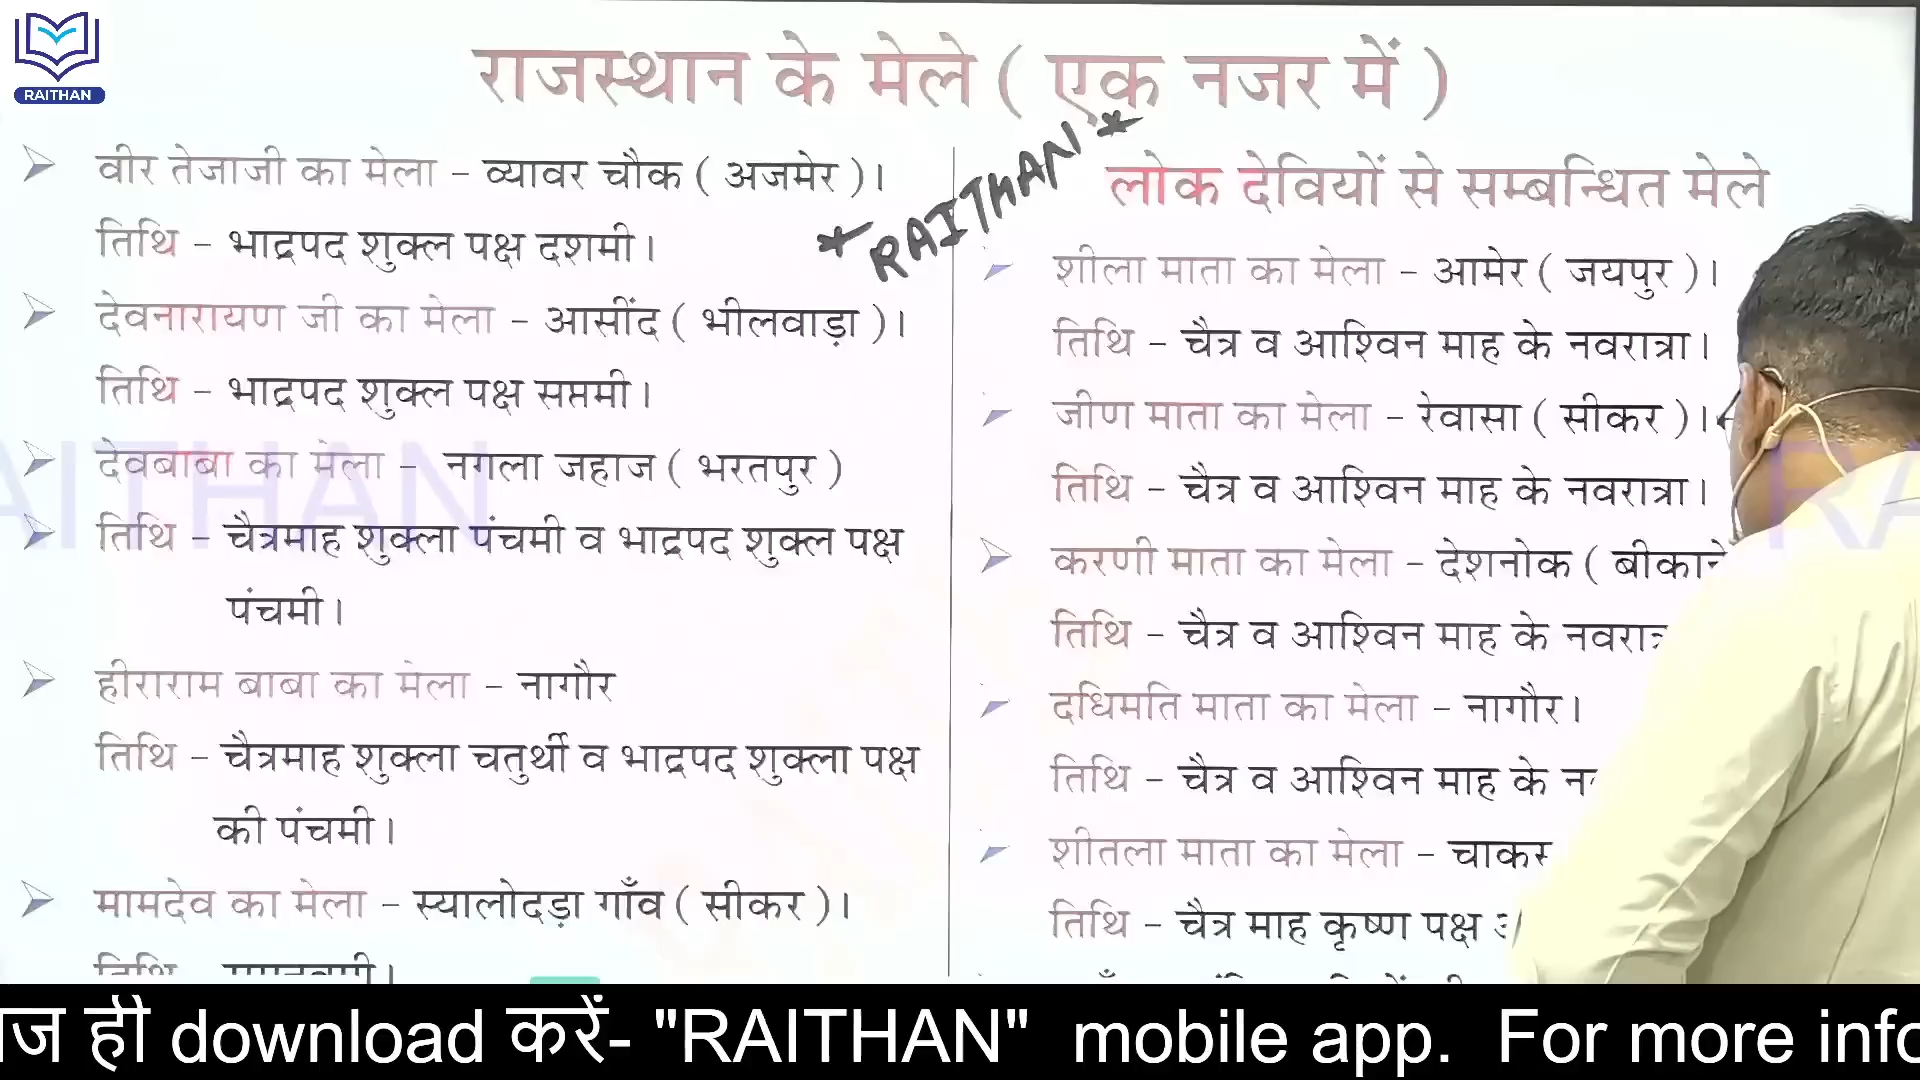 RAITHAN
राजस्थान के मेले ( एक नजर में )
* RAITHAN *
वीर तेजाजी का मेला – व्यावर चौक ( अजमेर )।
तिथि – भाद्रपद शुक्ल पक्ष दशमी।
देवनारायण जी का मेला – आसींद ( भीलवाड़ा )।
तिथि – भाद्रपद शुक्ल पक्ष सप्तमी।
देवबाबा का मेला – नगला जहाज ( भरतपुर )
तिथि – चैत्रमाह शुक्ला पंचमी व भाद्रपद शुक्ल पक्ष
पंचमी।
हीराराम बाबा का मेला – नागौर
तिथि – चैत्रमाह शुक्ला चतुर्थी व भाद्रपद शुक्ला पक्ष
की पंचमी।
मामदेव का मेला – स्यालोदड़ा गाँव ( सीकर )।
तिथि –
लोक देवियों से सम्बन्धित मेले
शीला माता का मेला – आमेर ( जयपुर )।
तिथि – चैत्र व आश्विन माह के नवरात्रा।
जीण माता का मेला – रेवासा ( सीकर )।
तिथि – चैत्र व आश्विन माह के नवरात्रा।
करणी माता का मेला – देशनोक (
तिथि – चैत्र व आश्विन माह के
दधिमति माता का मेला – नागौर।
तिथि – चैत्र व आश्विन माह के
शीतला माता का मेला –
तिथि – चैत्र माह कृष्ण पक्ष
RAITHAN
ही download करें- "RAITHAN" mobile app. For more